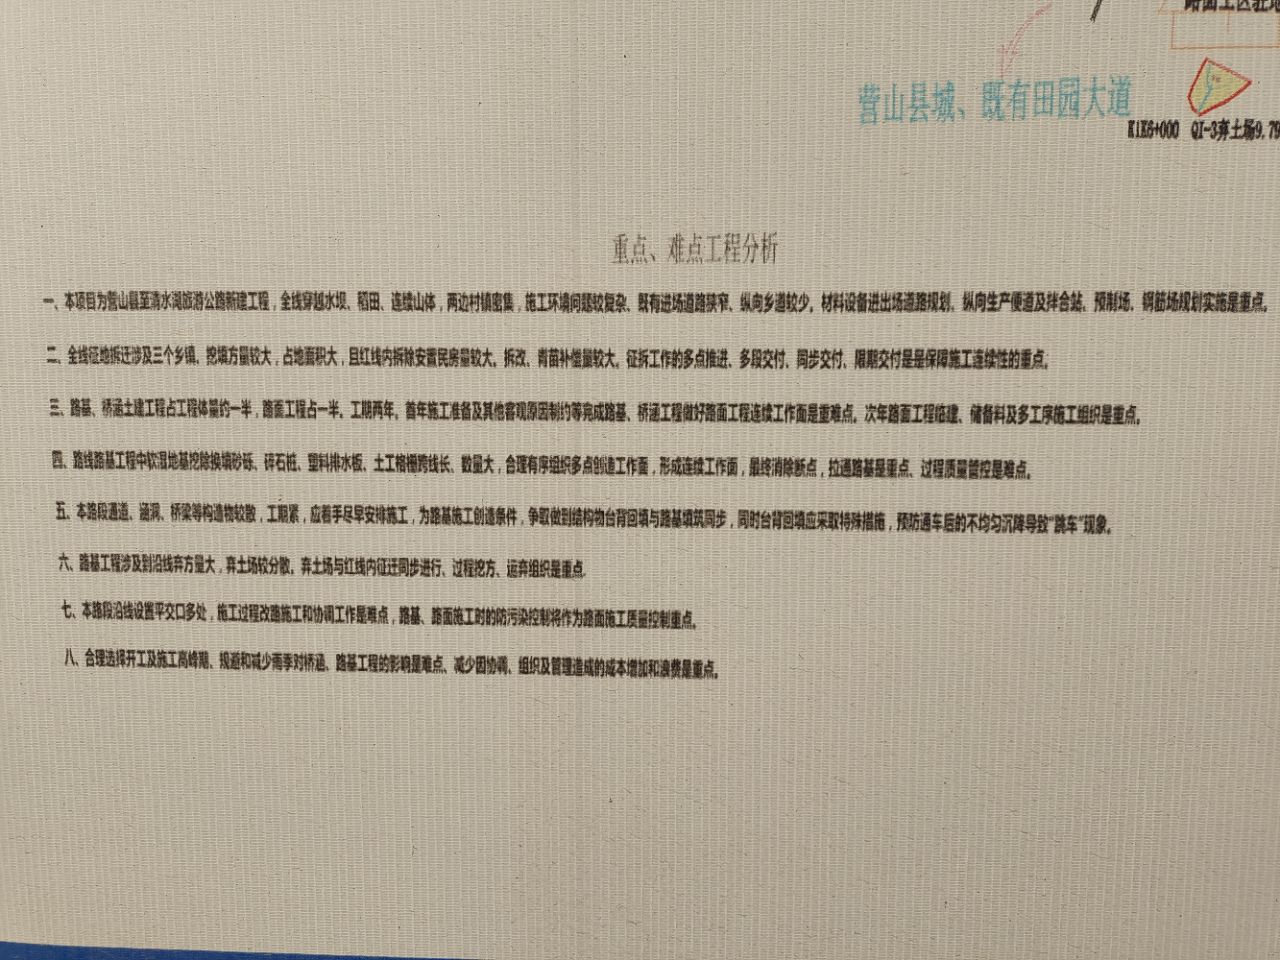 路面工区驻地
营山县城、既有田园大道
K1K6+000 QI-3弃土场9.79
重点、难点工程分析
一、本项目为营山县至清水湖旅游公路新建工程，全线穿越水坝、稻田、连续山体，两边村镇密集，施工环境问题较复杂、既有进场道路狭窄、纵向乡道较少。材料设备进出场道路规划、纵向生产便道及拌合站、预制场、钢筋场规划实施是重点。
二、全线征地拆迁涉及三个乡镇、挖填方量较大，占地面积大，且红线内拆除安置民房量较大。拆改、青苗补偿量较大。征拆工作的多点推进、多段交付、同步交付、限期交付是是保障施工连续性的重点。
三、路基、桥涵土建工程占工程体量约一半，路面工程占一半。工期两年。首年施工准备及其他客观原因制约等完成路基、桥涵工程做好路面工程连续工作面是重难点。次年路面工程临建、储备料及多工序施工组织是重点。
四、路线路基工程中软湿地基挖除换填砂砾、碎石桩、塑料排水板、土工格栅跨线长、数量大，合理有序组织多点创造工作面，形成连续工作面，最终消除断点，拉通路基是重点、过程质量管控是难点。
五、本路段通道、涵洞、桥梁等构造物较散，工期紧，应着手尽早安排施工，为路基施工创造条件，争取做到结构物台背回填与路基填筑同步，同时台背回填应采取特殊措施，预防通车后的不均匀沉降导致“跳车”现象。
六、路基工程涉及到沿线弃方量大，弃土场较分散。弃土场与红线内征迁同步进行、过程挖方、运弃组织是重点。
七、本路段沿线设置平交口多处，施工过程改路施工和协调工作是难点，路基、路面施工时的防污染控制将作为路面施工质量控制重点。
八、合理选择开工及施工高峰期、规避和减少雨季对桥涵、路基工程的影响是难点、减少因协调、组织及管理造成的成本增加和浪费是重点。